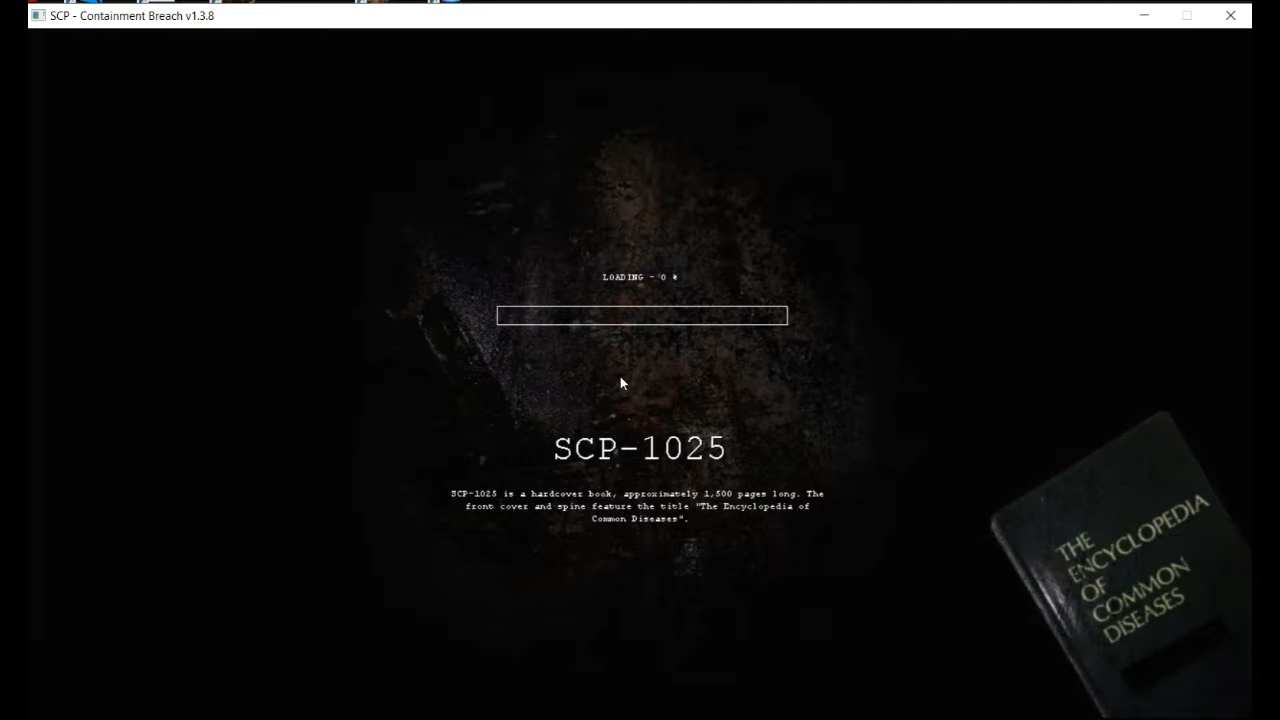 SCP - Containment Breach v1.3.8
LOADING - 0 %
SCP-1025
SCP-1025 is a hardcover book, approximately 1,500 pages long. The
front cover and spine feature the title "The Encyclopedia of
Common Diseases".
THE
ENCYCLOPEDIA
OF
COMMON
DISEASES